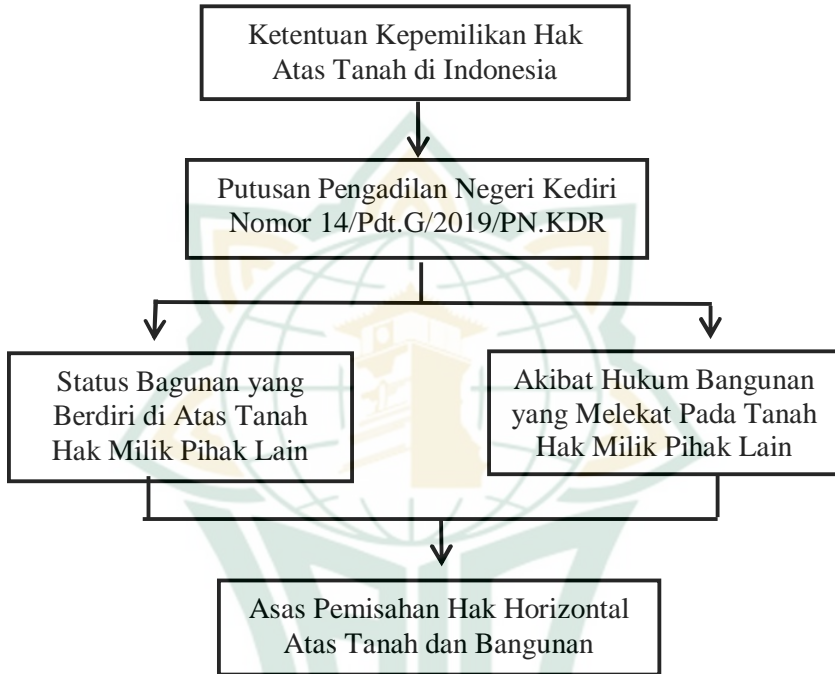 Ketentuan Kepemilikan Hak
Atas Tanah di Indonesia
Putusan Pengadilan Negeri Kediri
Nomor 14/Pdt.G/2019/PN.KDR
Status Bagunan yang
Berdiri di Atas Tanah
Hak Milik Pihak Lain
Akibat Hukum Bangunan
yang Melekat Pada Tanah
Hak Milik Pihak Lain
Asas Pemisahan Hak Horizontal
Atas Tanah dan Bangunan